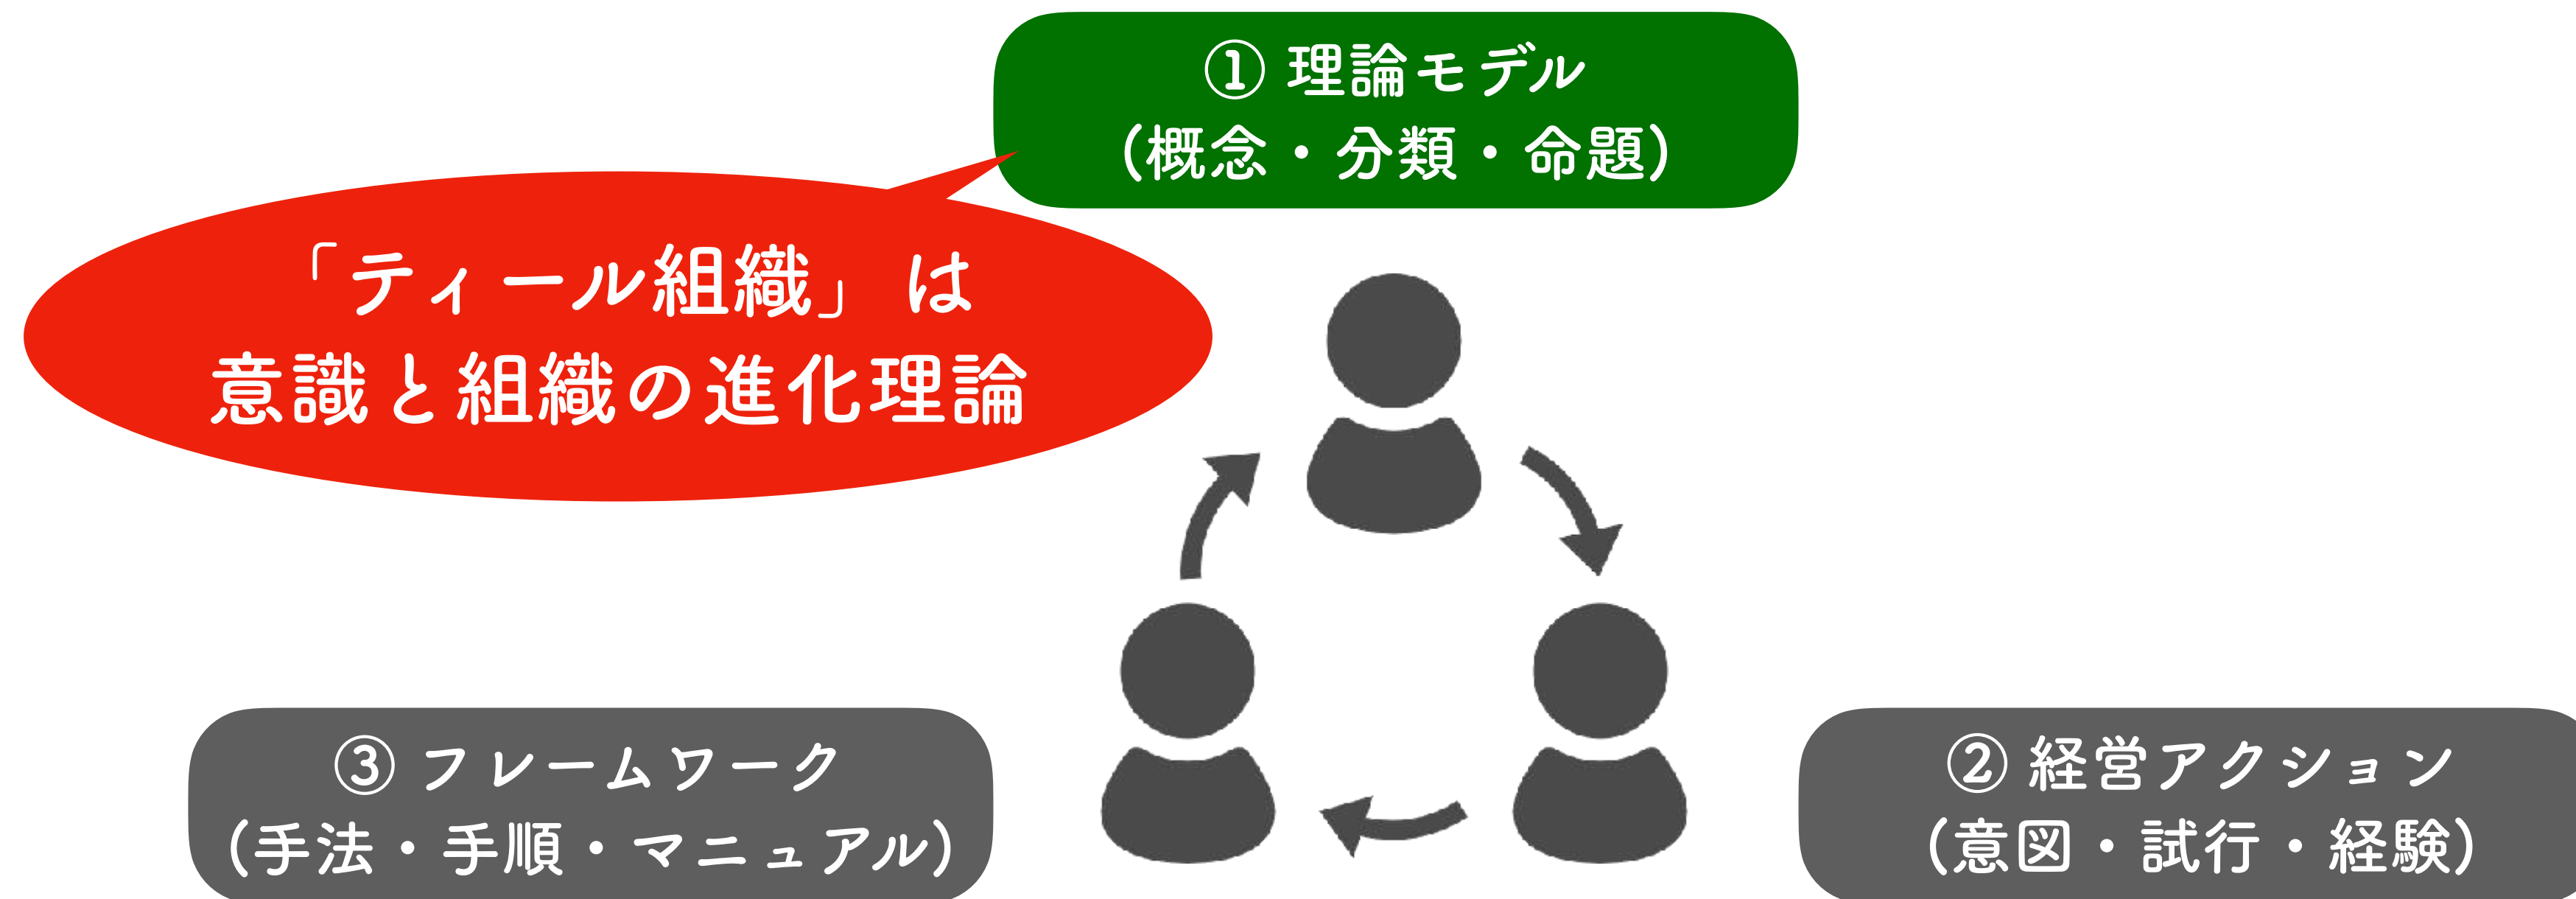 ① 理論モデル
(概念・分類・命題)
「ティール組織」は
意識と組織の進化理論
③ フレームワーク
(手法・手順・マニュアル)
② 経営アクション
(意図・試行・経験)